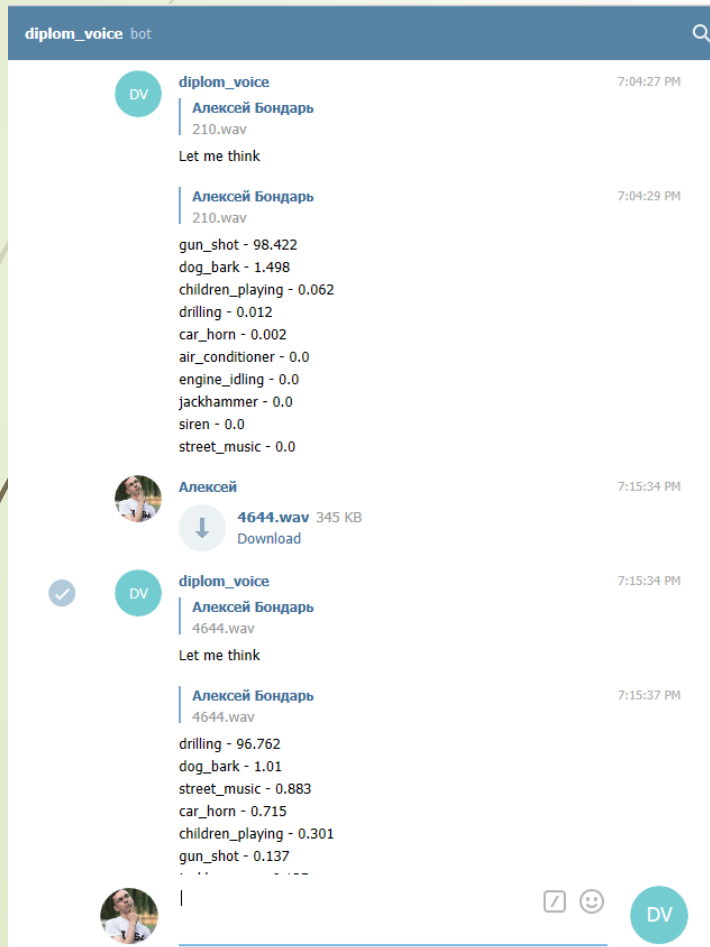 diplom_voice bot
DV
diplom_voice 7:04:27 PM
Алексей Бондарь
210.wav
Let me think
Алексей Бондарь 7:04:29 PM
210.wav
gun_shot - 98.422
dog_bark - 1.498
children_playing - 0.062
drilling - 0.012
car_horn - 0.002
air_conditioner - 0.0
engine_idling - 0.0
jackhammer - 0.0
siren - 0.0
street_music - 0.0
Алексей 7:15:34 PM
4644.wav 345 KB
Download
DV
diplom_voice 7:15:34 PM
Алексей Бондарь
4644.wav
Let me think
Алексей Бондарь 7:15:37 PM
4644.wav
drilling - 96.762
dog_bark - 1.01
street_music - 0.883
car_horn - 0.715
children_playing - 0.301
gun_shot - 0.137
DV